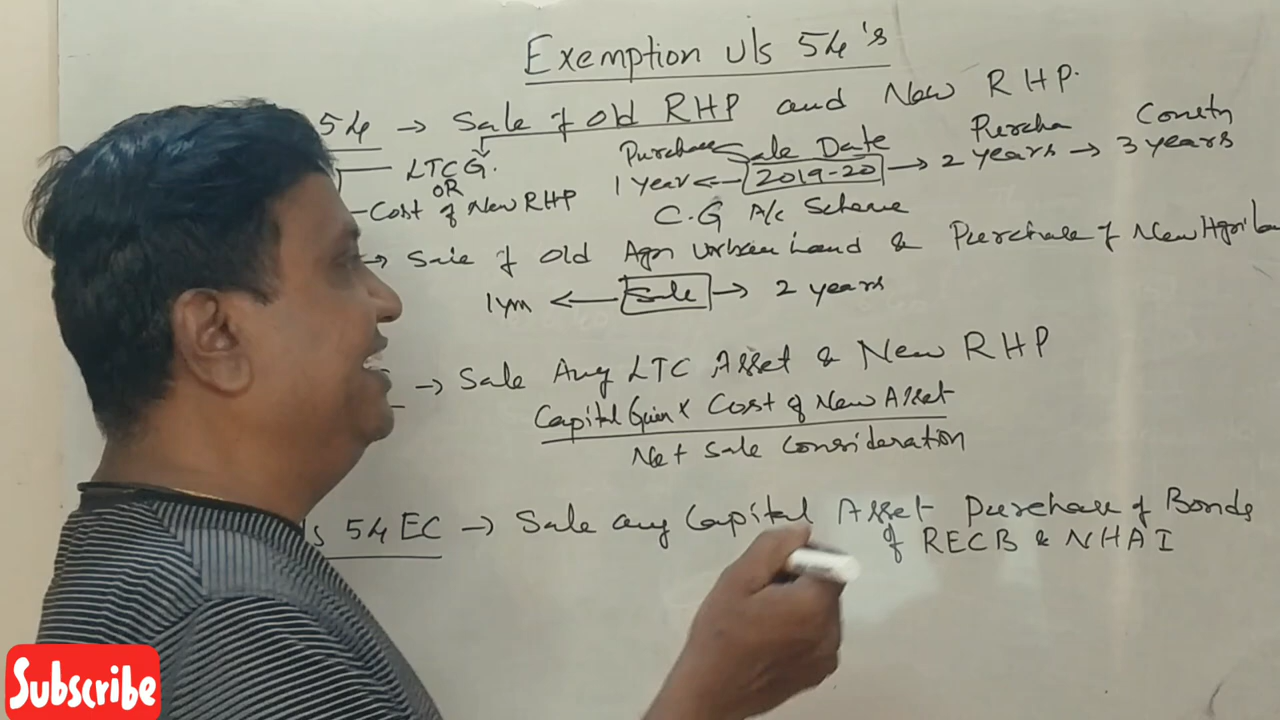 Exemption u/s 54's
54 → Sale of Old RHP and New RHP.
Purchase Sale Date Purcha Constn
LTCG. 1 year ← 2019-20 → 2 years → 3 years
OR
Cost of New RHP C.G A/c Scheme
→ Sale of Old Agri Urban Land & Purchase of New Agri La
1 yr ← Sale → 2 years
→ Sale Any LTC Asset & New RHP
Capital Gain x Cost of New Asset
Net Sale Consideration
s 54 EC → Sale any Capital Asset Purchase of Bonds
of RECB & NHAI
Subscribe